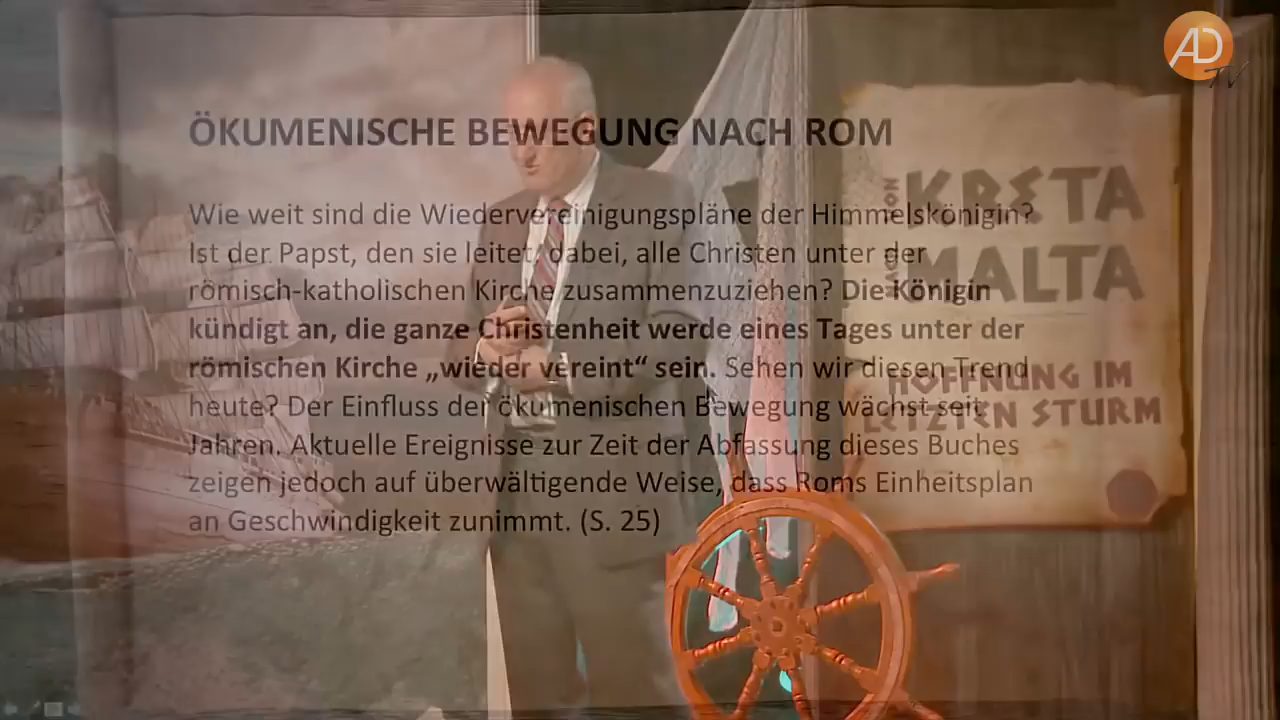 AD
TV
ÖKUMENISCHE BEWEGUNG NACH ROM
Wie weit sind die Wiedervereinigungspläne der Himmelskönigin?
Ist der Papst, den sie leitet, dabei, alle Christen unter der
römisch-katholischen Kirche zusammenzuziehen? Die Königin
kündigt an, die ganze Christenheit werde eines Tages unter der
römischen Kirche „wieder vereint“ sein. Sehen wir diesen Trend
heute? Der Einfluss der ökumenischen Bewegung wächst seit
Jahren. Aktuelle Ereignisse zur Zeit der Abfassung dieses Buches
zeigen jedoch auf überwältigende Weise, dass Roms Einheitsplan
an Geschwindigkeit zunimmt. (S. 25)
VON KRETA
NACH MALTA
HOFFNUNG IM
LETZTEN STURM